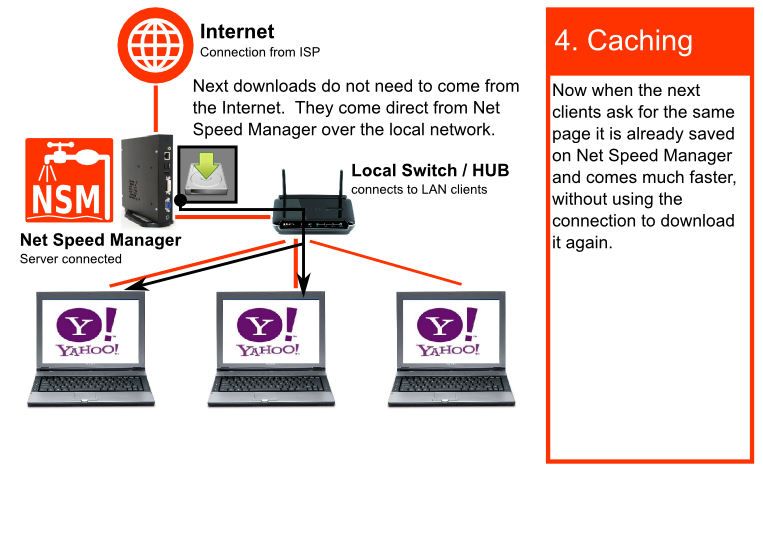 Internet
Connection from ISP
Next downloads do not need to come from
the Internet.  They come direct from Net
Speed Manager over the local network.
NSM
Local Switch / HUB
connects to LAN clients
Net Speed Manager
Server connected
Y!
YAHOO!
Y!
YAHOO!
Y!
YAHOO!
4. Caching
Now when the next
clients ask for the same
page it is already saved
on Net Speed Manager
and comes much faster,
without using the
connection to download
it again.